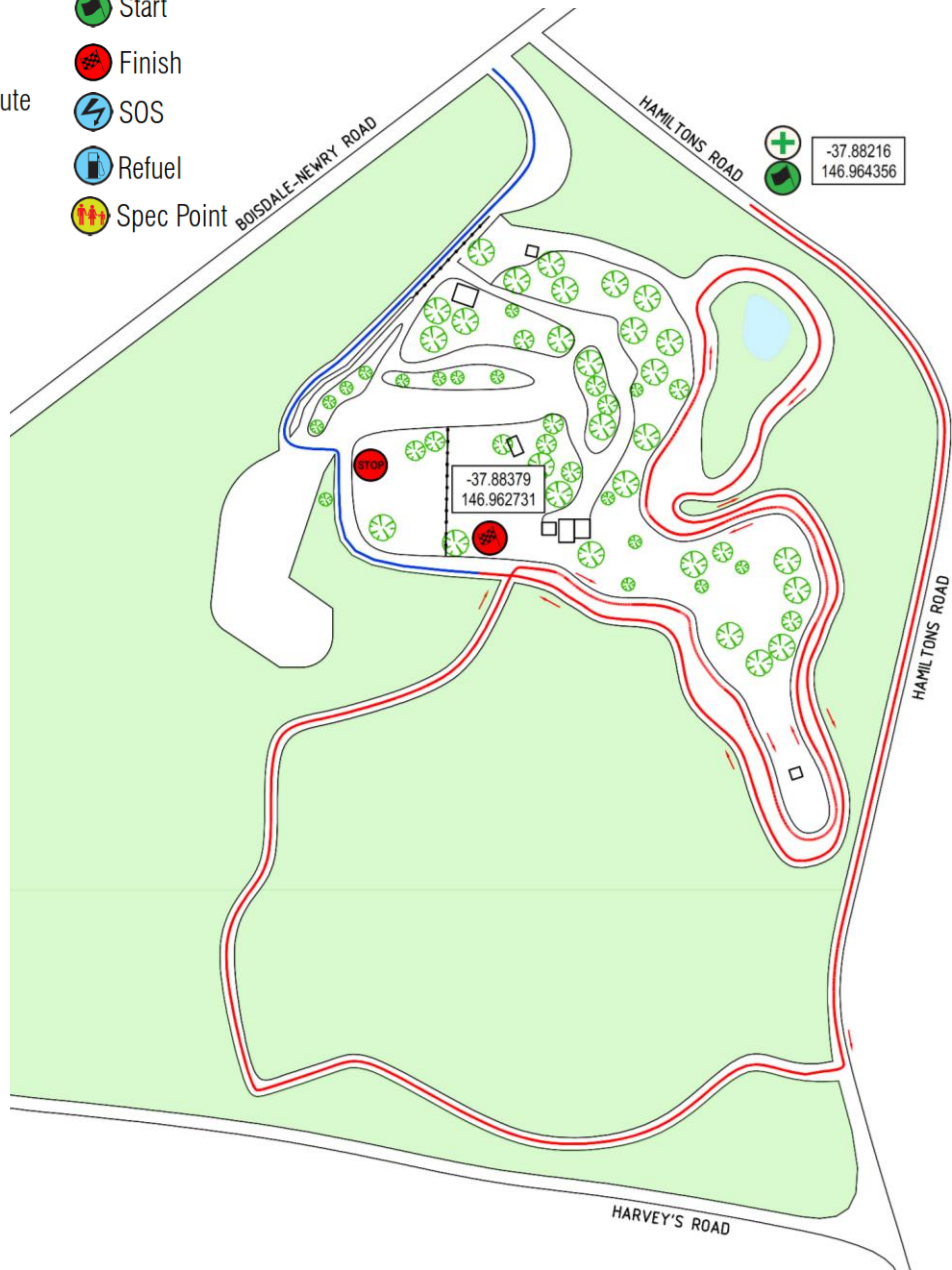 Start
Finish
ute
SOS
Refuel
Spec Point
BOISDALE-NEWRY ROAD
HAMILTONS ROAD
-37.88216
146.964356
STOP
-37.88379
146.962731
HAMILTONS ROAD
HARVEY'S ROAD